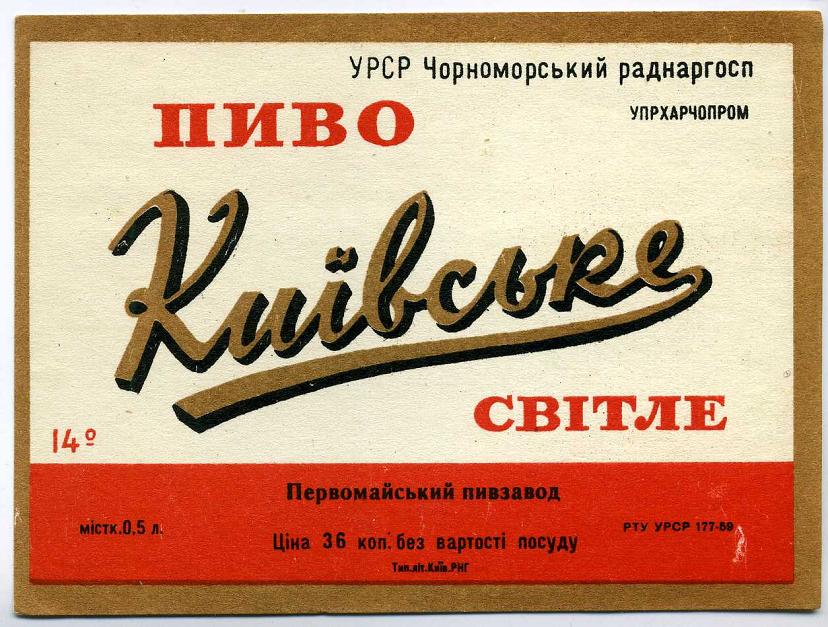 УРСР Чорноморський раднаргосп
УПРХАРЧОПРОМ
ПИВО
Київське
СВІТЛЕ
14º
Первомайський пивзавод
містк.0,5 л.
Ціна 36 коп. без вартості посуду
РТУ УРСР 177-59
Тип.літ.Київ.РНГ